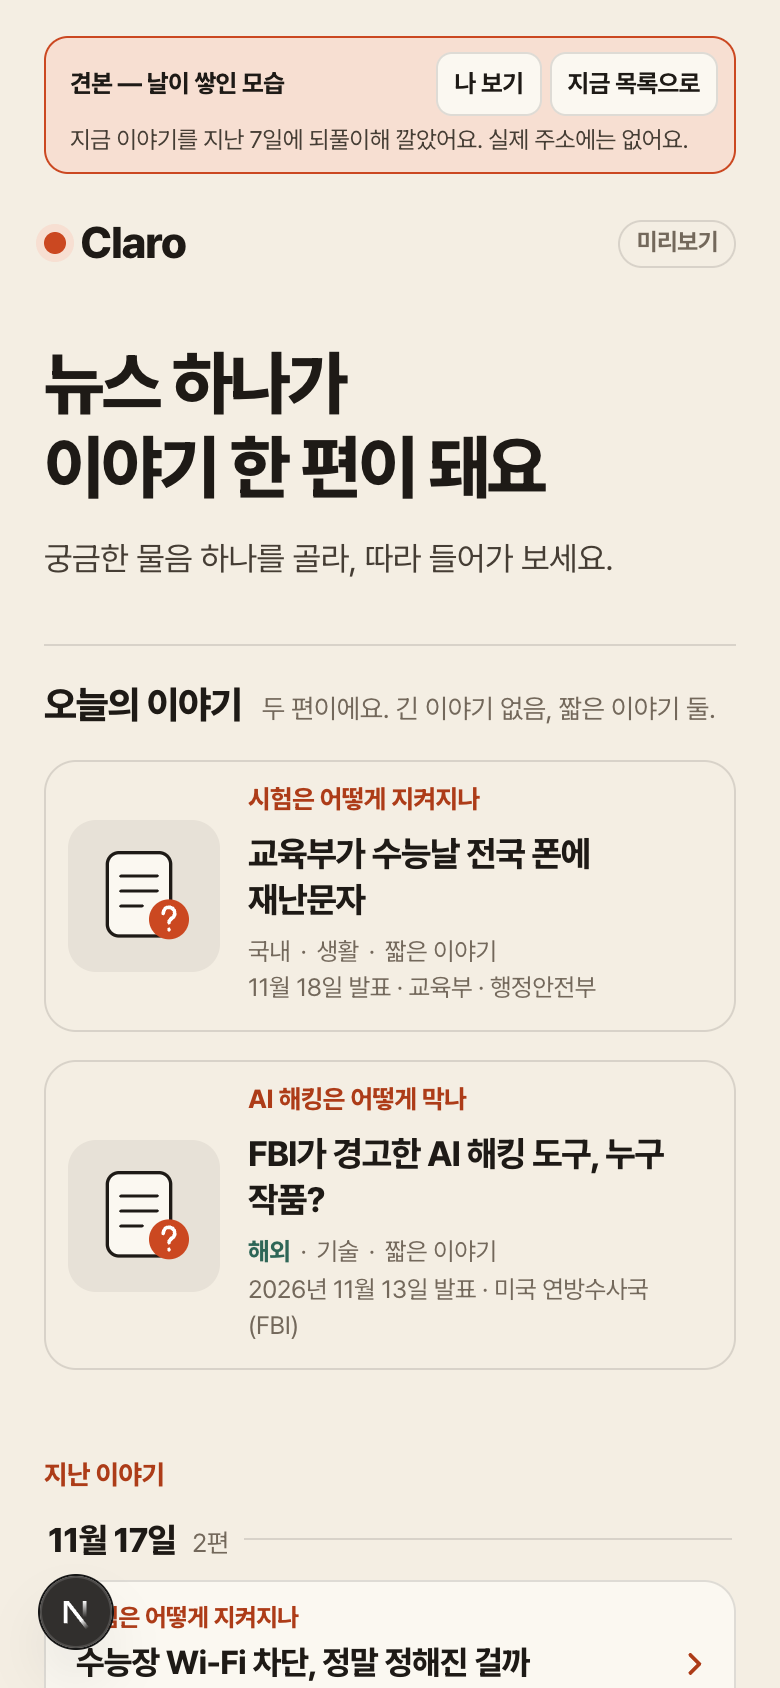 견본 — 날이 쌓인 모습
나 보기
지금 목록으로
지금 이야기를 지난 7일에 되풀이해 깔았어요. 실제 주소에는 없어요.
Claro
미리보기
뉴스 하나가
이야기 한 편이 돼요
궁금한 물음 하나를 골라, 따라 들어가 보세요.
오늘의 이야기 두 편이에요. 긴 이야기 없음, 짧은 이야기 둘.
시험은 어떻게 지켜지나
교육부가 수능날 전국 폰에
재난문자
국내 · 생활 · 짧은 이야기
11월 18일 발표 · 교육부 · 행정안전부
?
AI 해킹은 어떻게 막나
FBI가 경고한 AI 해킹 도구, 누구
작품?
해외 · 기술 · 짧은 이야기
2026년 11월 13일 발표 · 미국 연방수사국
(FBI)
?
지난 이야기
11월 17일 2편
N
은 어떻게 지켜지나
수능장 Wi-Fi 차단, 정말 정해진 걸까